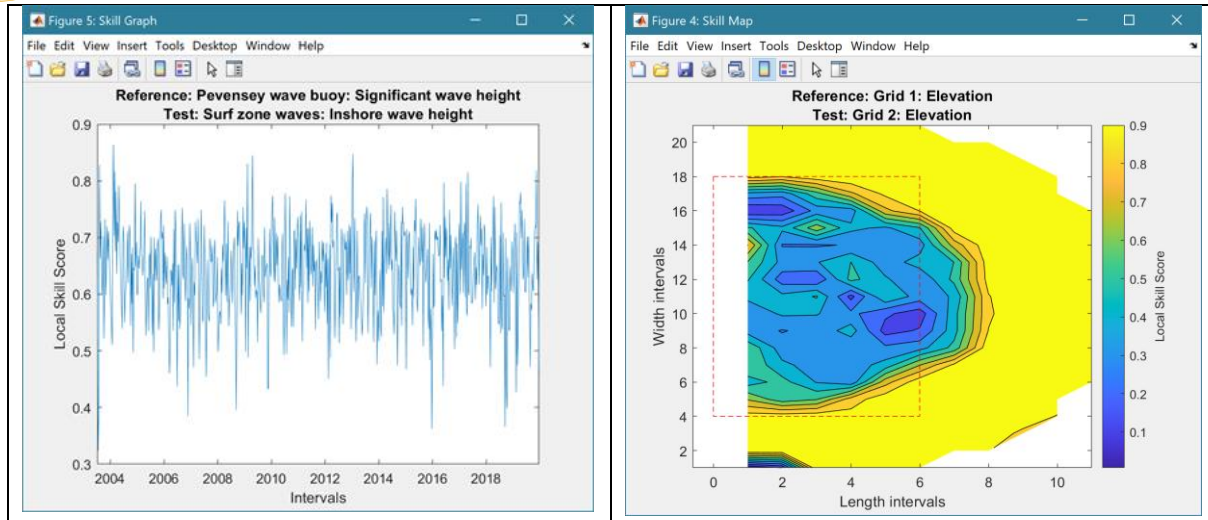 Figure 5: Skill Graph
File Edit View Insert Tools Desktop Window Help
Reference: Pevensey wave buoy: Significant wave height
Test: Surf zone waves: Inshore wave height
0.9
0.8
0.7
0.6
0.5
0.4
0.3
Local Skill Score
2004 2006 2008 2010 2012 2014 2016 2018
Intervals
Figure 4: Skill Map
File Edit View Insert Tools Desktop Window Help
Reference: Grid 1: Elevation
Test: Grid 2: Elevation
20
18
16
14
12
10
8
6
4
2
Width intervals
0 2 4 6 8 10
Length intervals
0.9
0.8
0.7
0.6
0.5
0.4
0.3
0.2
0.1
Local Skill Score